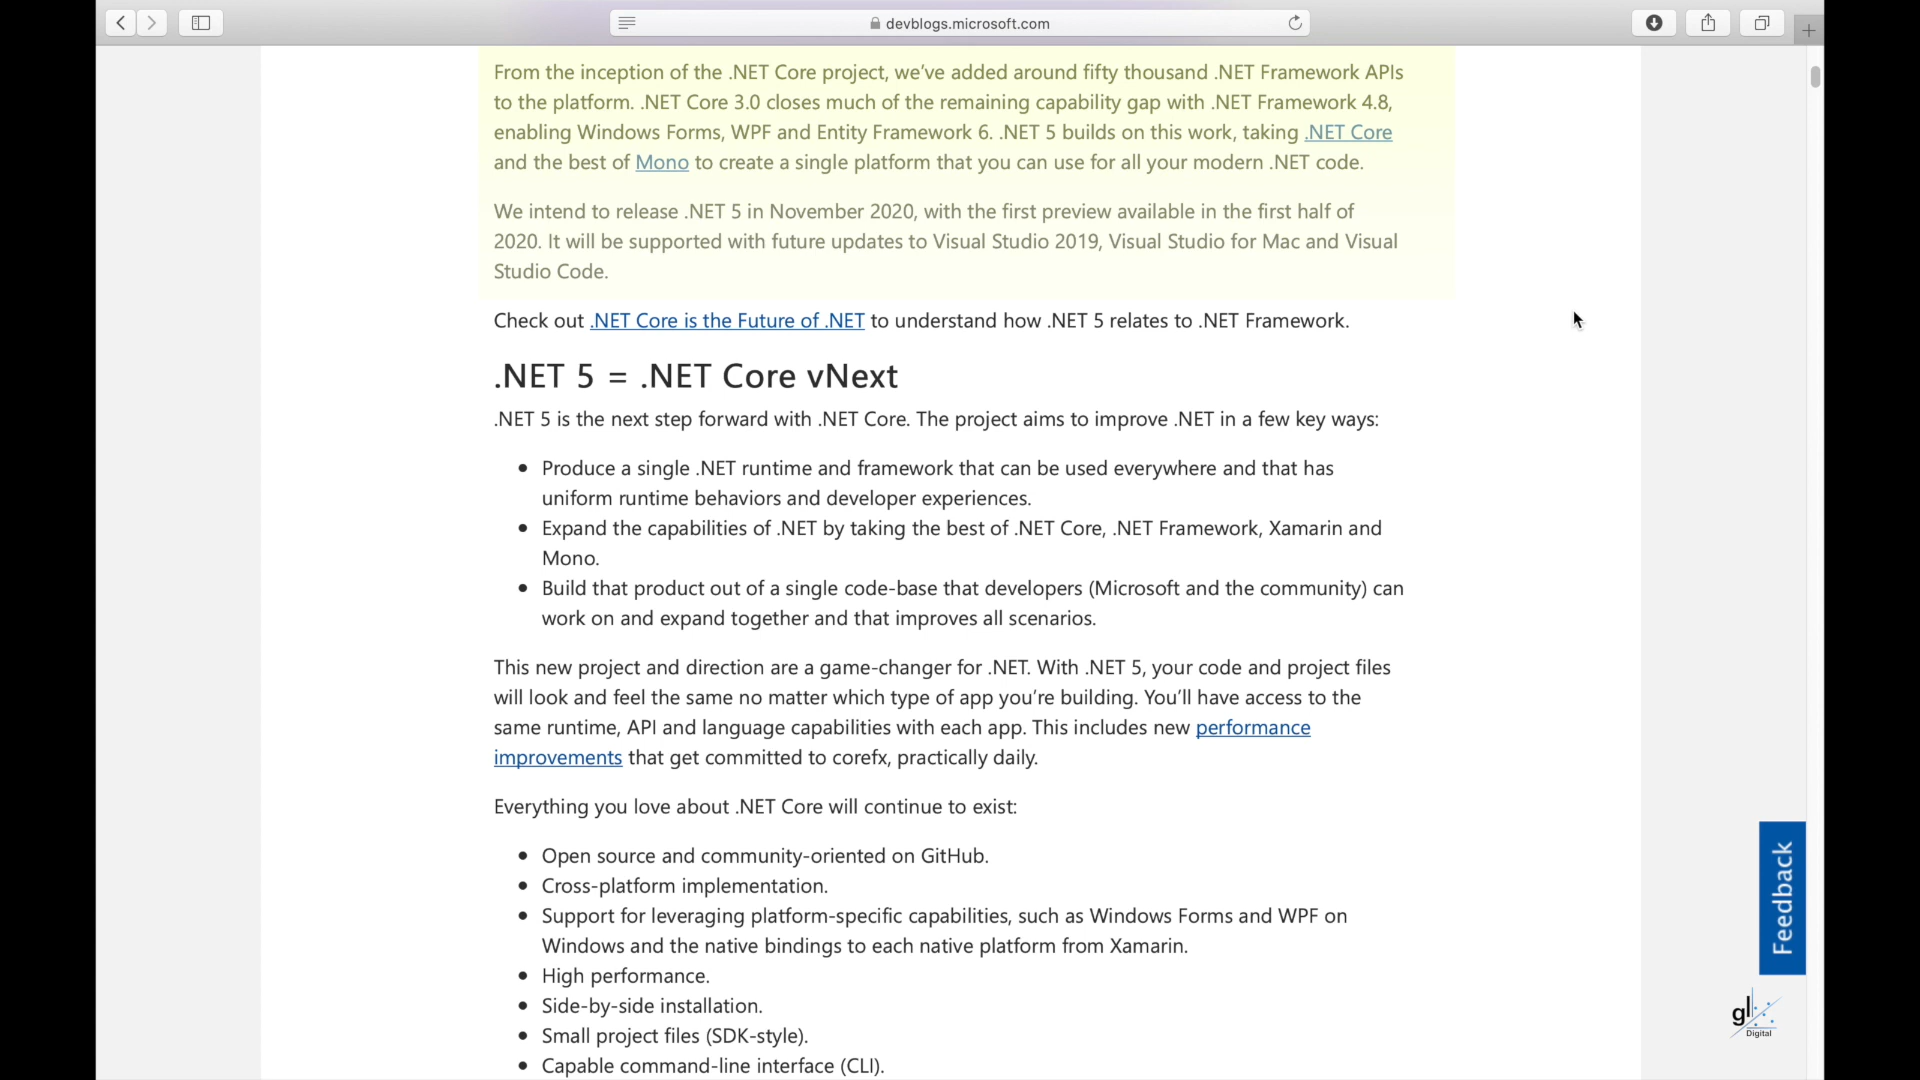 devblogs.microsoft.com
From the inception of the .NET Core project, we've added around fifty thousand .NET Framework APIs
to the platform. .NET Core 3.0 closes much of the remaining capability gap with .NET Framework 4.8,
enabling Windows Forms, WPF and Entity Framework 6. .NET 5 builds on this work, taking .NET Core
and the best of Mono to create a single platform that you can use for all your modern .NET code.
We intend to release .NET 5 in November 2020, with the first preview available in the first half of
2020. It will be supported with future updates to Visual Studio 2019, Visual Studio for Mac and Visual
Studio Code.
Check out .NET Core is the Future of .NET to understand how .NET 5 relates to .NET Framework.
.NET 5 = .NET Core vNext
.NET 5 is the next step forward with .NET Core. The project aims to improve .NET in a few key ways:
• Produce a single .NET runtime and framework that can be used everywhere and that has
uniform runtime behaviors and developer experiences.
• Expand the capabilities of .NET by taking the best of .NET Core, .NET Framework, Xamarin and
Mono.
• Build that product out of a single code-base that developers (Microsoft and the community) can
work on and expand together and that improves all scenarios.
This new project and direction are a game-changer for .NET. With .NET 5, your code and project files
will look and feel the same no matter which type of app you're building. You'll have access to the
same runtime, API and language capabilities with each app. This includes new performance
improvements that get committed to corefx, practically daily.
Everything you love about .NET Core will continue to exist:
• Open source and community-oriented on GitHub.
• Cross-platform implementation.
• Support for leveraging platform-specific capabilities, such as Windows Forms and WPF on
Windows and the native bindings to each native platform from Xamarin.
• High performance.
• Side-by-side installation.
• Small project files (SDK-style).
• Capable command-line interface (CLI).
Feedback
gl
Digital